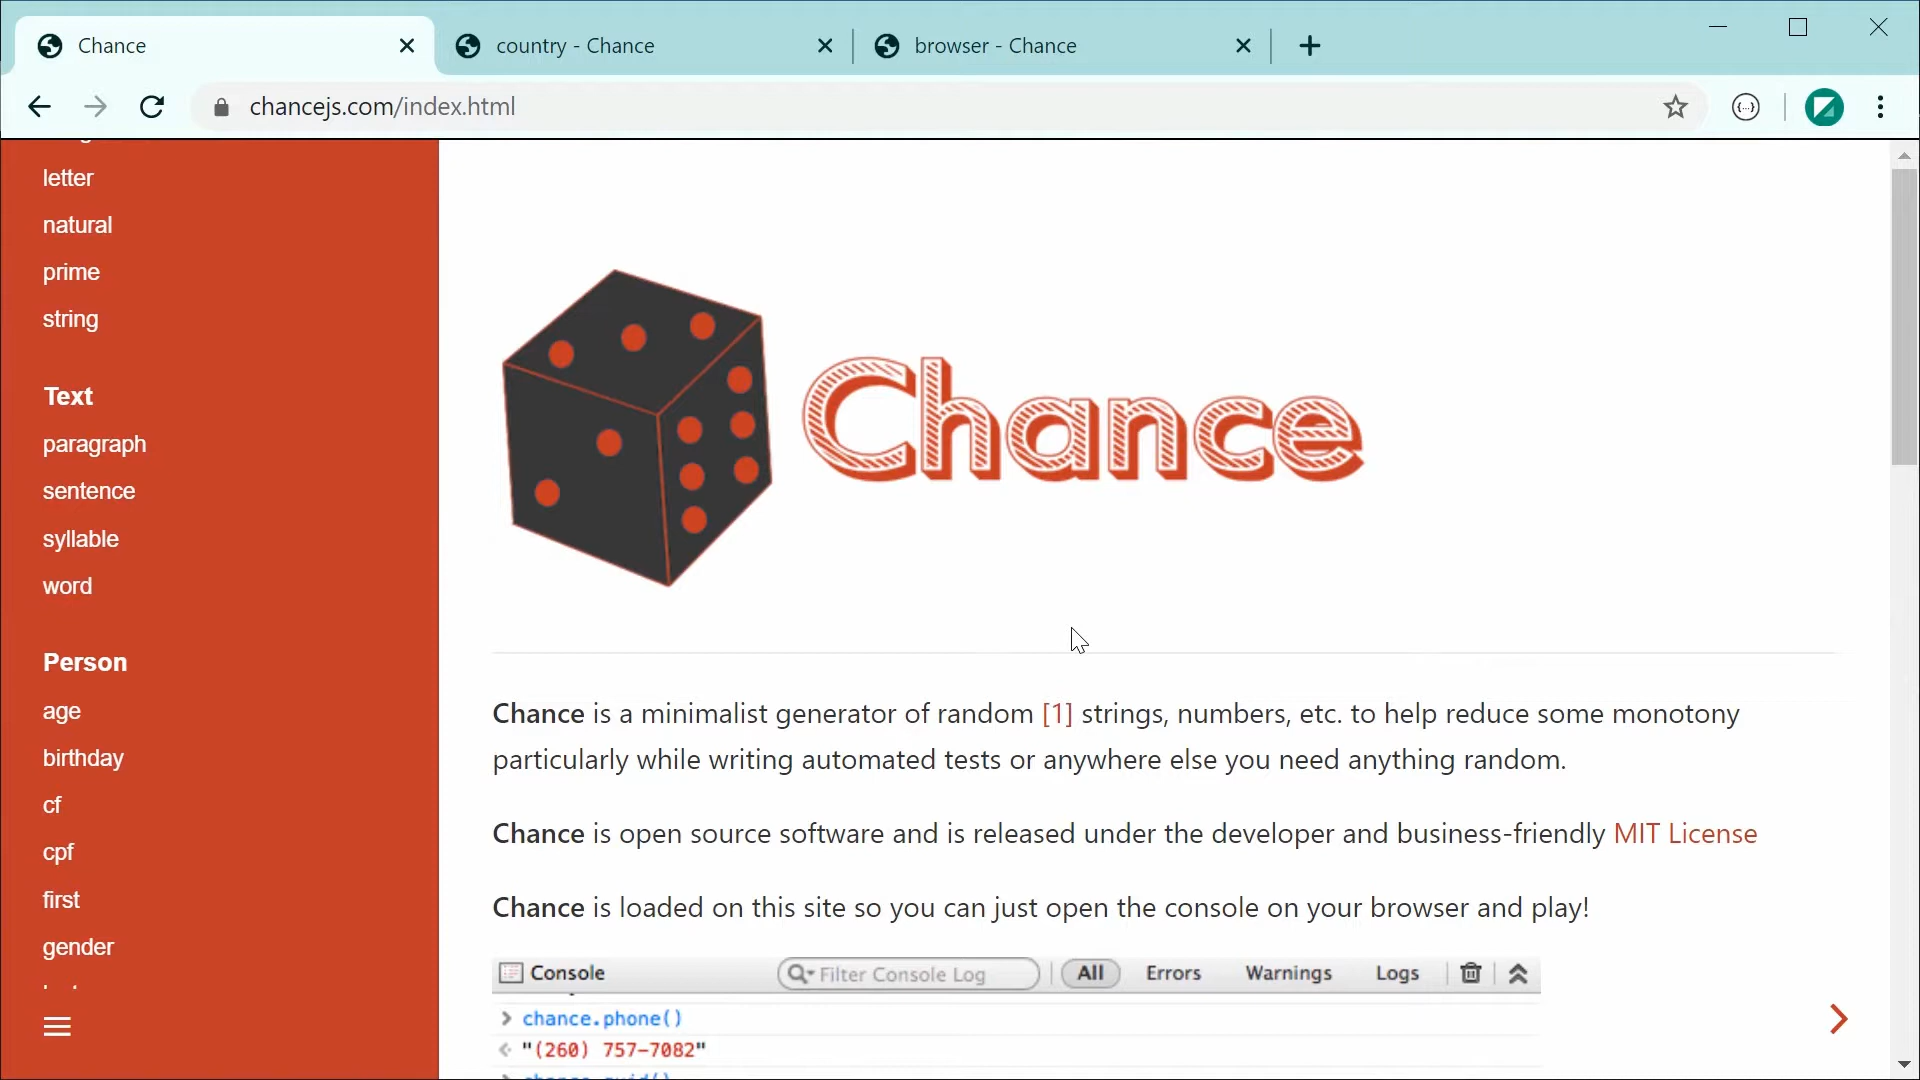 Chance
country - Chance
browser - Chance
chancejs.com/index.html
letter
natural
prime
string
Text
paragraph
sentence
syllable
word
Person
age
birthday
cf
cpf
first
gender
Chance
Chance is a minimalist generator of random [1] strings, numbers, etc. to help reduce some monotony
particularly while writing automated tests or anywhere else you need anything random.
Chance is open source software and is released under the developer and business-friendly MIT License
Chance is loaded on this site so you can just open the console on your browser and play!
Console
Filter Console Log
All
Errors
Warnings
Logs
> chance.phone()
"(260) 757-7082"